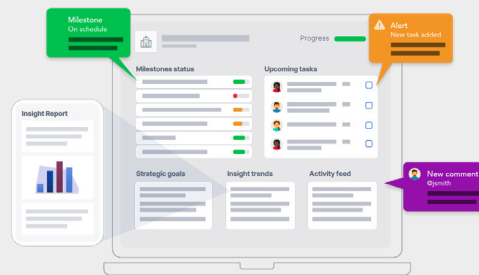 Milestone
On schedule
Alert
New task added
Progress
Milestones status
Upcoming tasks
Insight Report
Strategic goals
Insight trends
Activity feed
New comment
@jsmith